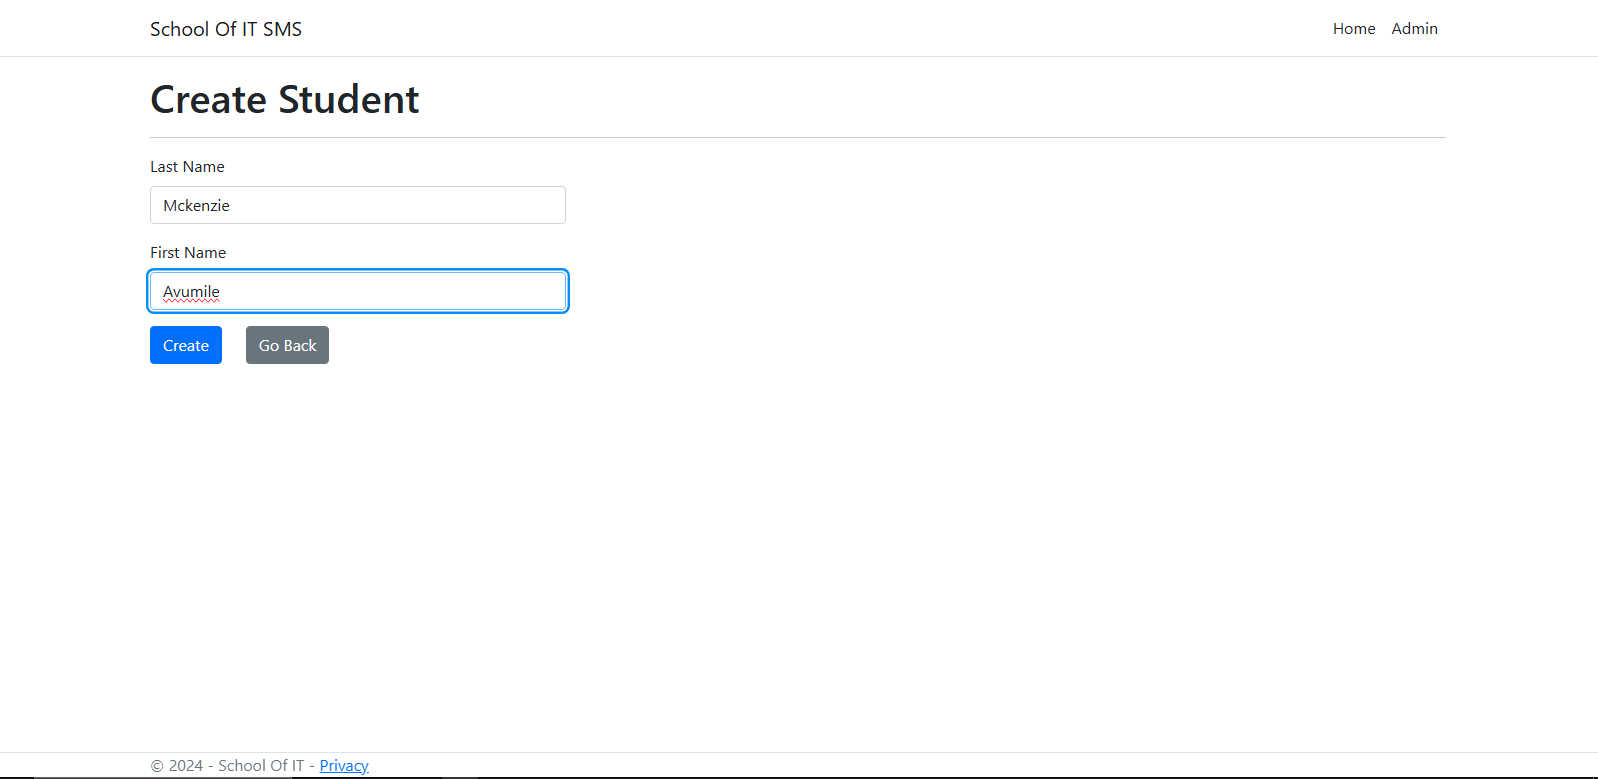 School Of IT SMS Home Admin
Create Student
Last Name
Mckenzie
First Name
Avumile
Create Go Back
© 2024 - School Of IT - Privacy